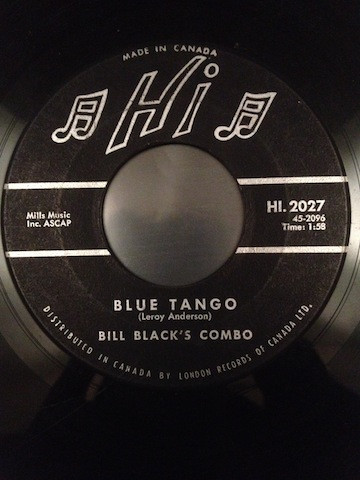 MADE IN CANADA
Hi
Mills Music
Inc. ASCAP
HI. 2027
45-2096
Time: 1:58
BLUE TANGO
(Leroy Anderson)
BILL BLACK'S COMBO
DISTRIBUTED IN CANADA BY LONDON RECORDS OF CANADA LTD.